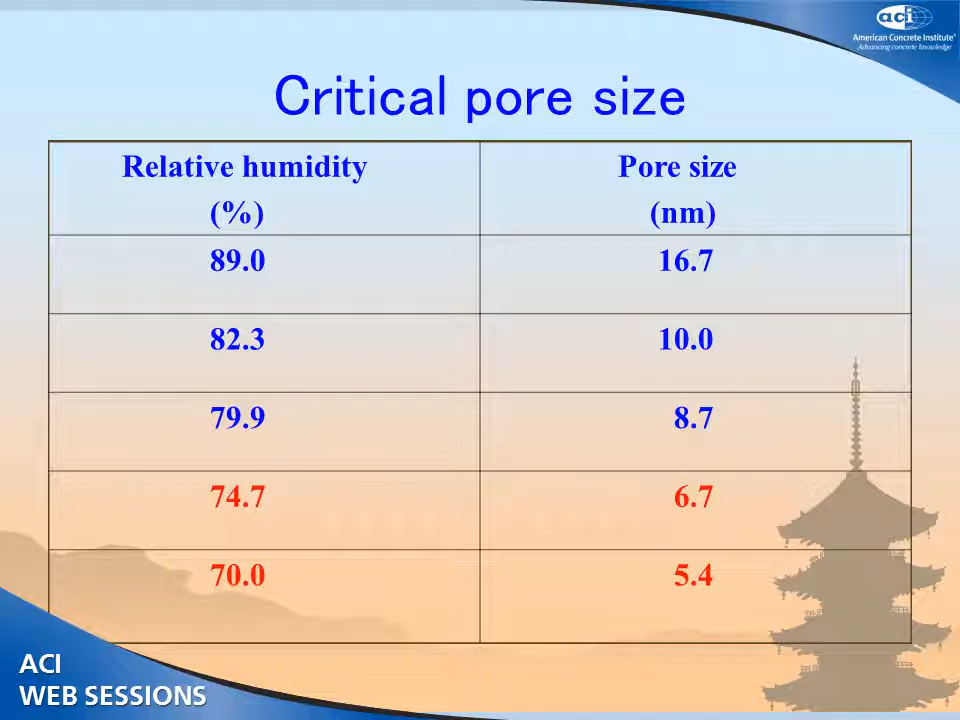 aci
American Concrete Institute®
Advancing concrete knowledge
Critical pore size
Relative humidity (%)
Pore size (nm)
89.0 16.7
82.3 10.0
79.9 8.7
74.7 6.7
70.0 5.4
ACI
WEB SESSIONS